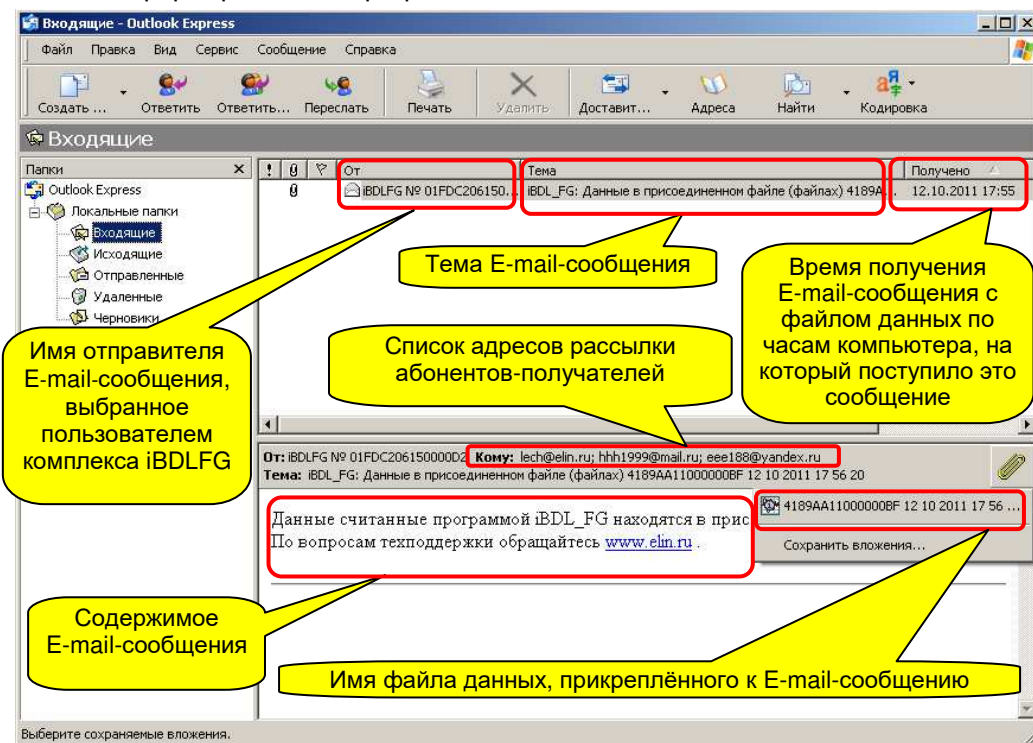 Входящие - Outlook Express
Файл Правка Вид Сервис Сообщение Справка
Создать ... Ответить Ответить... Переслать Печать Удалить Доставит... Адреса Найти Кодировка
Входящие
Папки
! От Тема Получено
Outlook Express
Локальные папки
Входящие
Исходящие
Отправленные
Удаленные
Черновики
iBDLFG № 01FDC206150... iBDL_FG: Данные в присоединенном файле (файлах) 4189A... 12.10.2011 17:55
Тема E-mail-сообщения
Время получения
E-mail-сообщения с
файлом данных по
часам компьютера, на
который поступило это
сообщение
Имя отправителя
E-mail-сообщения,
выбранное
пользователем
комплекса iBDLFG
Список адресов рассылки
абонентов-получателей
От: iBDLFG № 01FDC206150000D2 Кому: lech@elin.ru; hhh1999@mail.ru; eee188@yandex.ru
Тема: iBDL_FG: Данные в присоединенном файле (файлах) 4189AA11000000BF 12 10 2011 17 56 20
4189AA11000000BF 12 10 2011 17 56 ...
Сохранить вложения...
Данные считанные программой iBDL_FG находятся в прис
По вопросам техподдержки обращайтесь www.elin.ru .
Содержимое
E-mail-сообщения
Имя файла данных, прикреплённого к E-mail-сообщению
Выберите сохраняемые вложения.